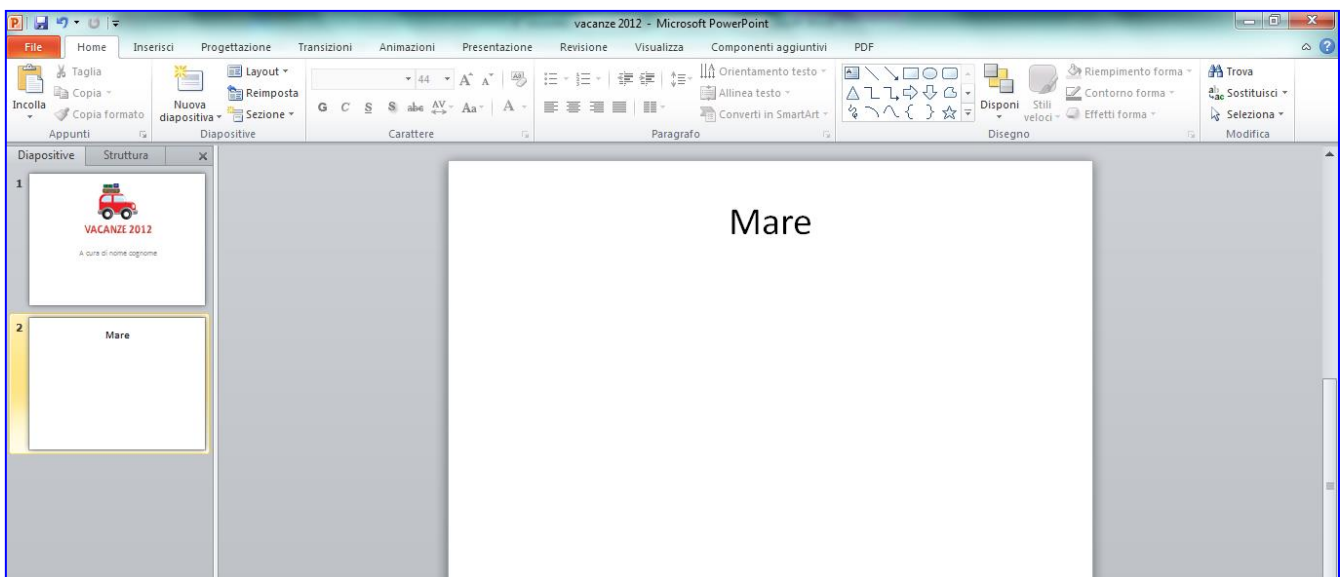 vacanze 2012 - Microsoft PowerPoint
File Home Inserisci Progettazione Transizioni Animazioni Presentazione Revisione Visualizza Componenti aggiuntivi PDF
Incolla
Taglia
Copia
Copia formato
Appunti
Nuova
diapositiva
Layout
Reimposta
Sezione
Diapositive
44
G C S S abc AV Aa A
Carattere
Orientamento testo
Allinea testo
Converti in SmartArt
Paragrafo
Disponi
Stili
veloci
Riempimento forma
Contorno forma
Effetti forma
Disegno
Trova
Sostituisci
Seleziona
Modifica
Diapositive Struttura
1
VACANZE 2012
A cura di nome cognome
2
Mare
Mare